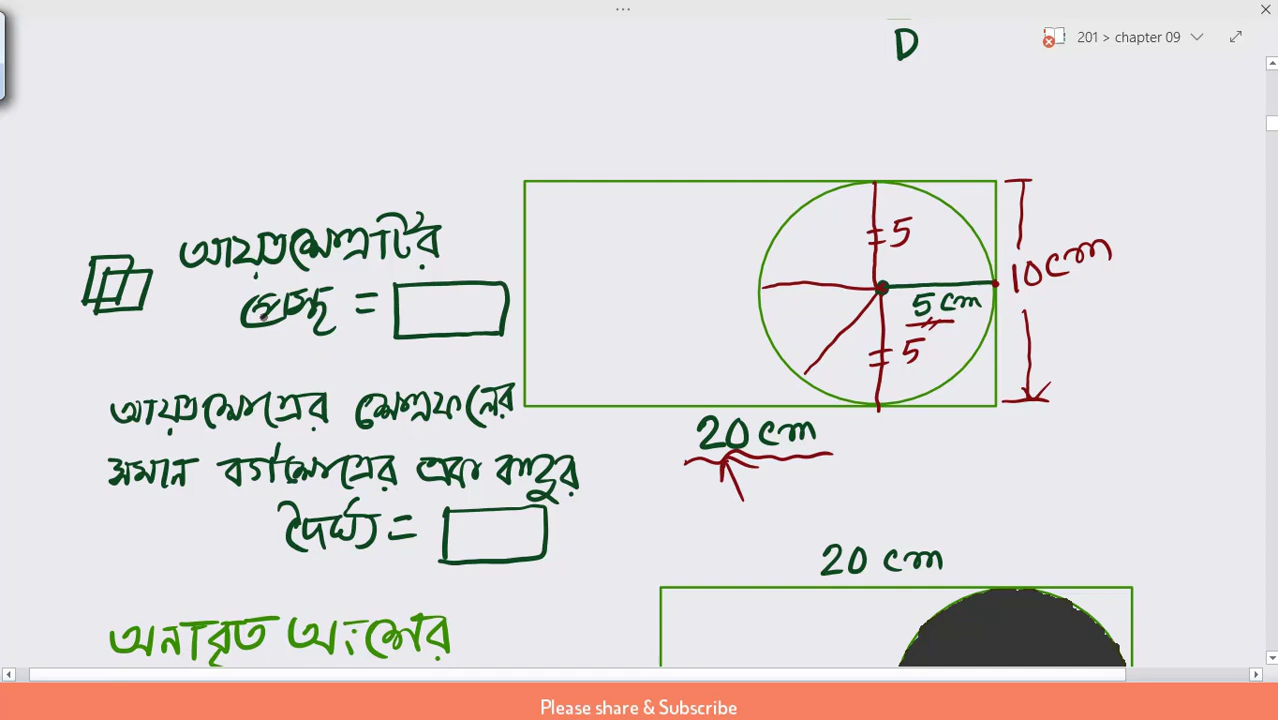 ...
D
201 > chapter 09
আয়তক্ষেত্রটির
প্রস্থ =
5
10cm
5 cm
5
আয়তক্ষেত্রের ক্ষেত্রফলের
20 cm
সমান বর্গক্ষেত্রের এক বাহুর
দৈর্ঘ্য =
20 cm
অনাবৃত অংশের
Please share & Subscribe